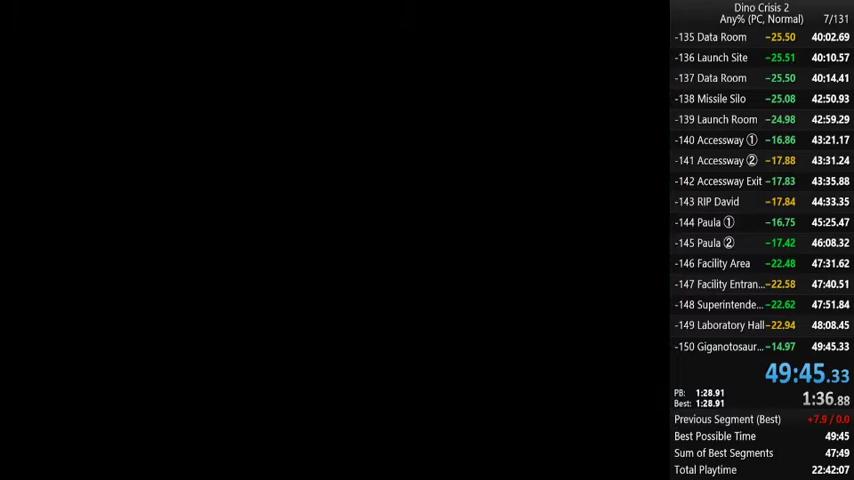 Dino Crisis 2
Any% (PC, Normal) 7/131
-135 Data Room -25.50 40:02.69
-136 Launch Site -25.51 40:10.57
-137 Data Room -25.50 40:14.41
-138 Missile Silo -25.08 42:50.93
-139 Launch Room -24.98 42:59.29
-140 Accessway ① -16.86 43:21.17
-141 Accessway ② -17.88 43:31.24
-142 Accessway Exit -17.83 43:35.88
-143 RIP David -17.84 44:33.35
-144 Paula ① -16.75 45:25.47
-145 Paula ② -17.42 46:08.32
-146 Facility Area -22.48 47:31.62
-147 Facility Entran... -22.58 47:40.51
-148 Superintende... -22.62 47:51.84
-149 Laboratory Hall -22.94 48:08.45
-150 Giganotosaur... -14.97 49:45.33
49:45.33
PB: 1:28.91
Best: 1:28.91
1:36.88
Previous Segment (Best) +7.9 / 0.0
Best Possible Time 49:45
Sum of Best Segments 47:49
Total Playtime 22:42:07